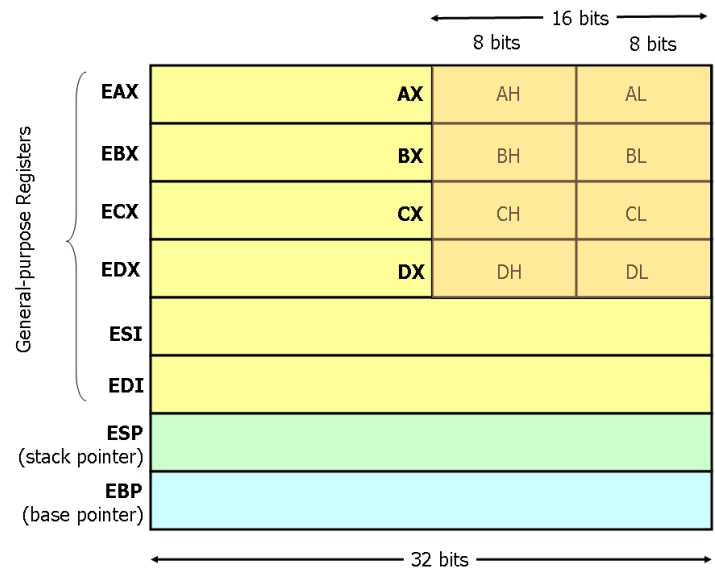 16 bits
8 bits 8 bits
General-purpose Registers
EAX AX AH AL
EBX BX BH BL
ECX CX CH CL
EDX DX DH DL
ESI
EDI
ESP
(stack pointer)
EBP
(base pointer)
32 bits